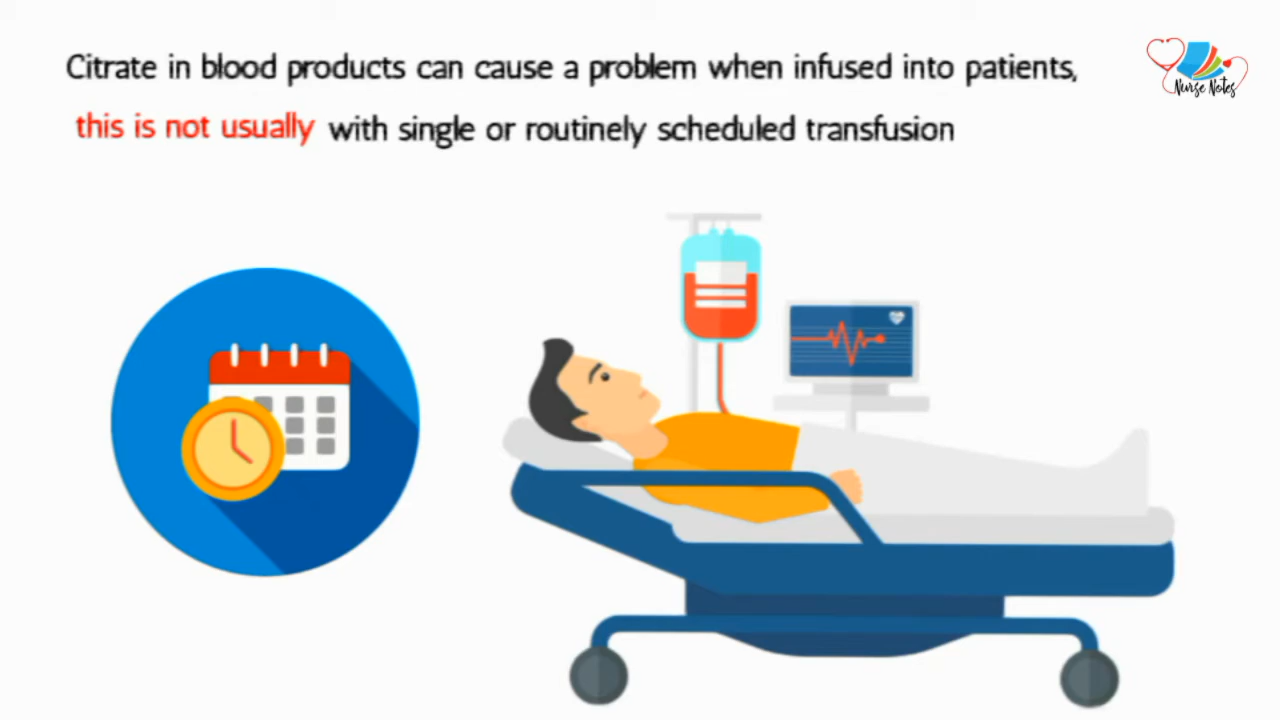 Citrate in blood products can cause a problem when infused into patients,
this is not usually with single or routinely scheduled transfusion
Nurse Notes